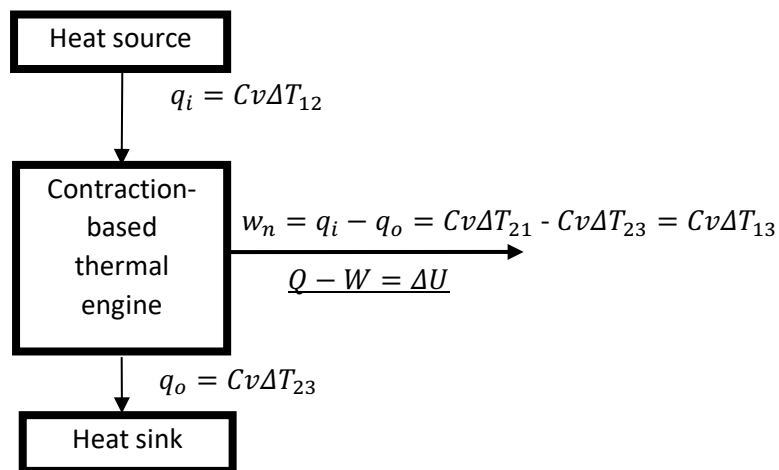 Heat source
q_i = CvΔT_12
Contraction-
based
thermal
engine
w_n = q_i − q_o = CvΔT_21 - CvΔT_23 = CvΔT_13
Q − W = ΔU
q_o = CvΔT_23
Heat sink